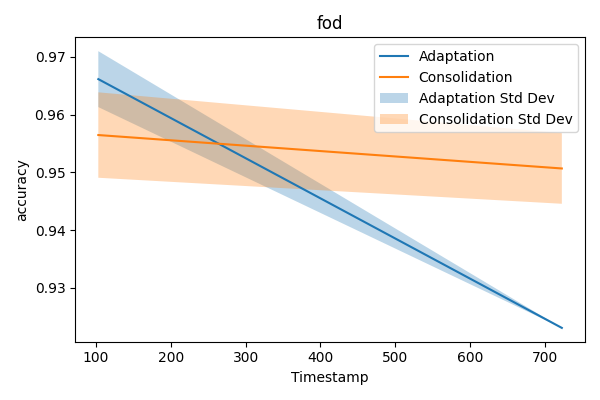 fod
0.97
0.96
0.95
0.94
0.93
accuracy
Adaptation
Consolidation
Adaptation Std Dev
Consolidation Std Dev
100 200 300 400 500 600 700
Timestamp